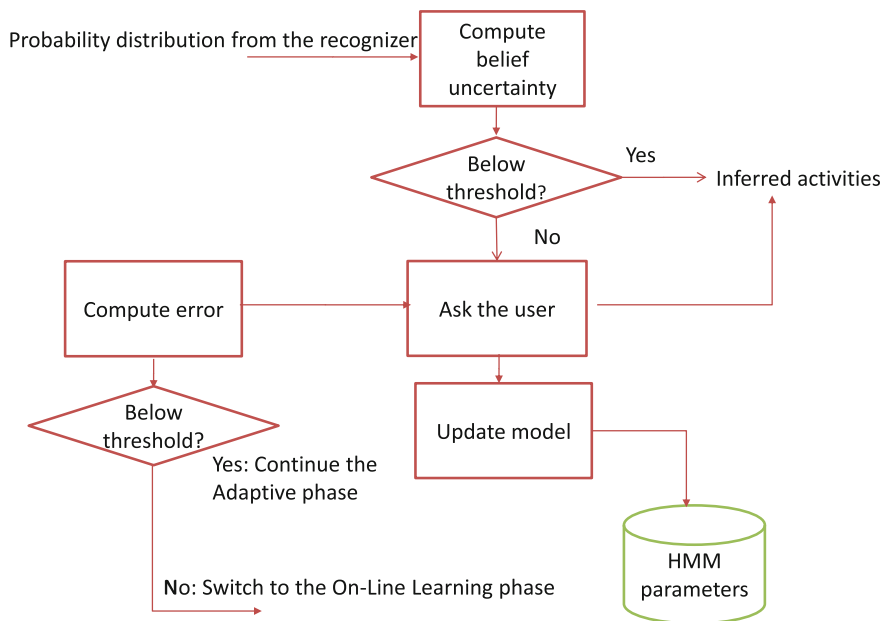 Probability distribution from the recognizer
Compute
belief
uncertainty
Below
threshold?
Yes
Inferred activities
No
Compute error
Ask the user
Below
threshold?
Update model
Yes: Continue the
Adaptive phase
HMM
parameters
No: Switch to the On-Line Learning phase